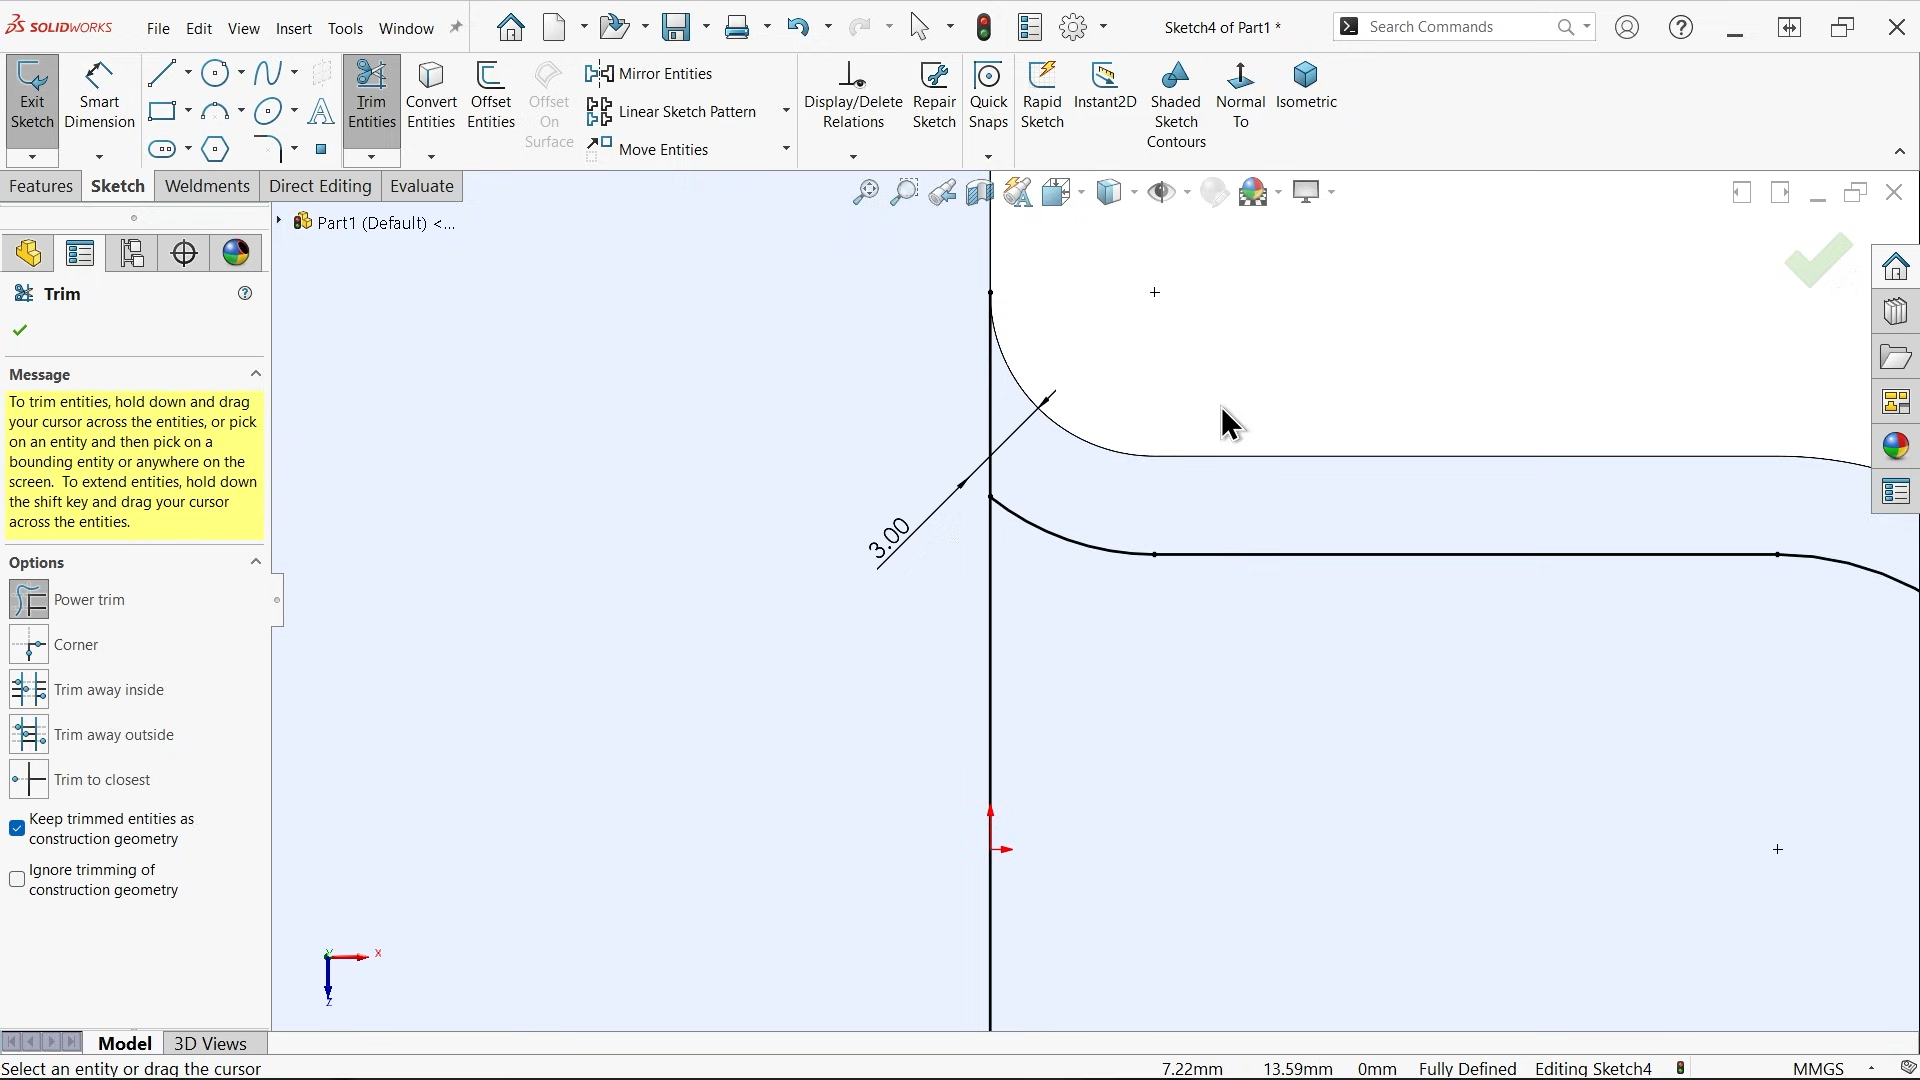 SOLIDWORKS
File Edit View Insert Tools Window
Sketch4 of Part1 *
Search Commands
Exit Sketch
Smart Dimension
Trim Entities
Convert Entities
Offset Entities
Offset On Surface
Mirror Entities
Linear Sketch Pattern
Move Entities
Display/Delete Relations
Repair Sketch
Quick Snaps
Rapid Sketch
Instant2D
Shaded Sketch Contours
Normal To
Isometric
Features Sketch Weldments Direct Editing Evaluate
Part1 (Default) <...
Trim
Message
To trim entities, hold down and drag
your cursor across the entities, or pick
on an entity and then pick on a
bounding entity or anywhere on the
screen. To extend entities, hold down
the shift key and drag your cursor
across the entities.
Options
Power trim
Corner
Trim away inside
Trim away outside
Trim to closest
Keep trimmed entities as
construction geometry
Ignore trimming of
construction geometry
3.00
Y
X
Z
Model 3D Views
Select an entity or drag the cursor
7.22mm 13.59mm 0mm Fully Defined Editing Sketch4 MMGS